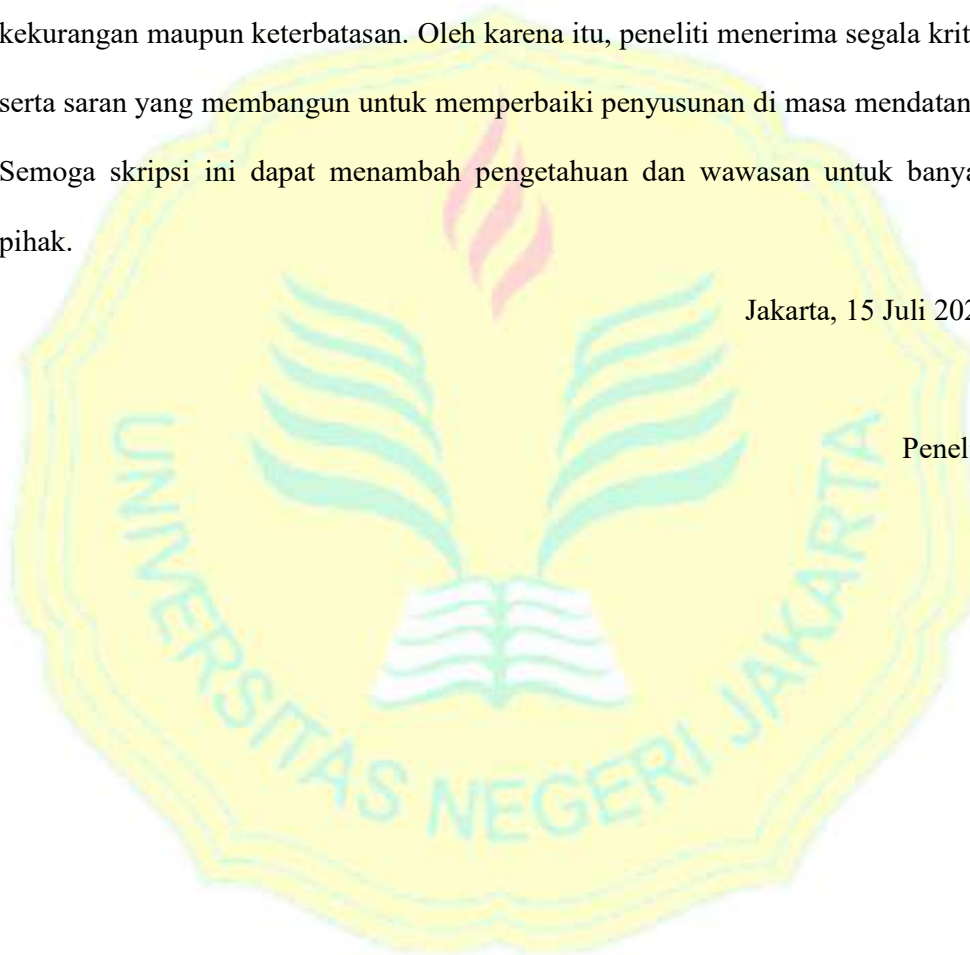 kekurangan maupun keterbatasan. Oleh karena itu, peneliti menerima segala krit
serta saran yang membangun untuk memperbaiki penyusunan di masa mendatan
Semoga skripsi ini dapat menambah pengetahuan dan wawasan untuk banya
pihak.
Jakarta, 15 Juli 202
Penel
UNIVERSITAS NEGERI JAKARTA